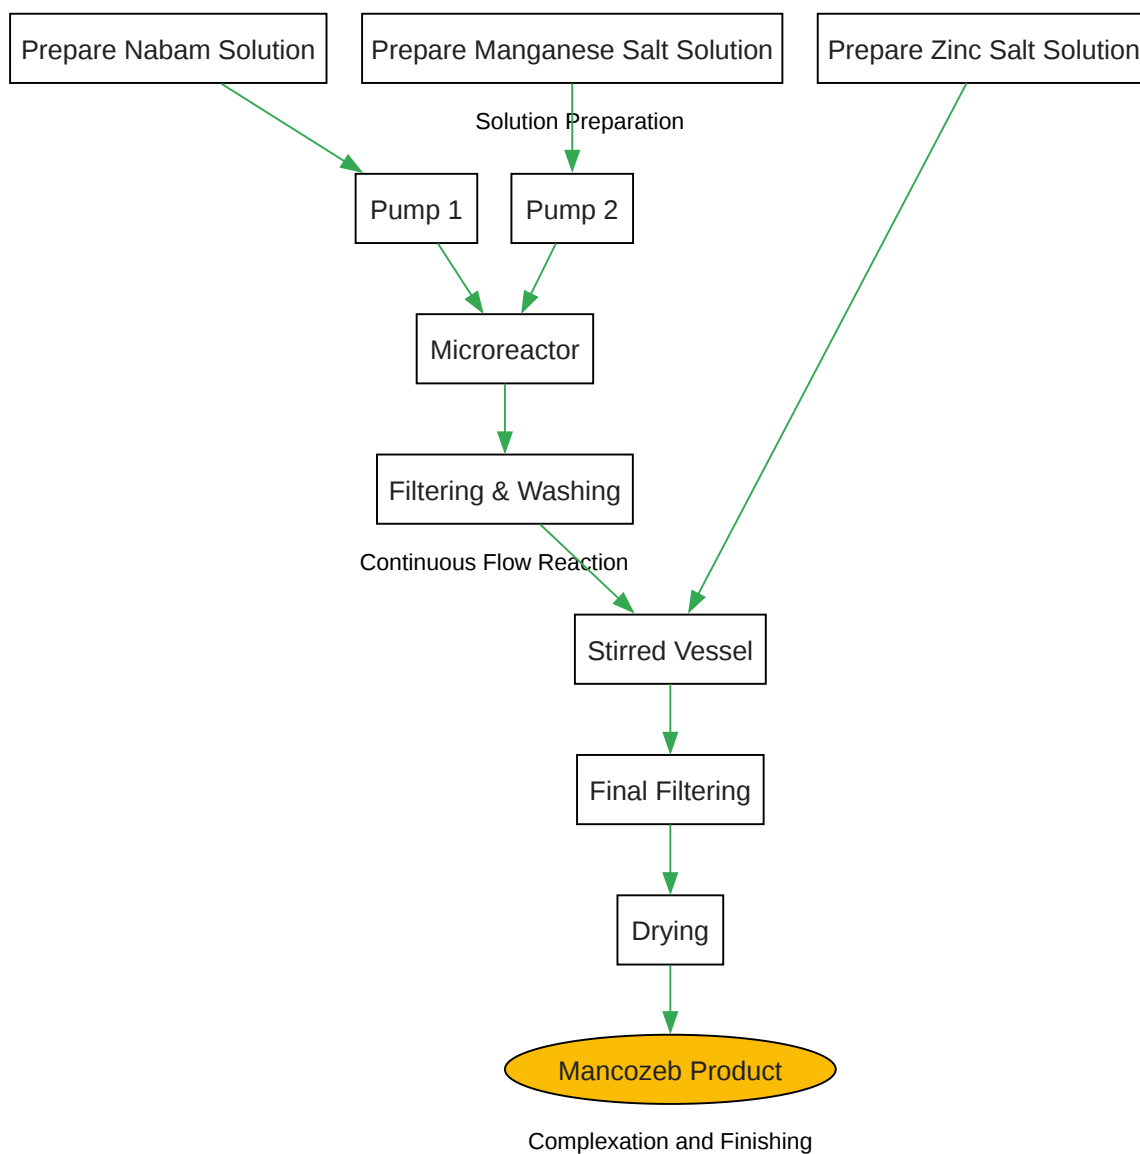 Prepare Nabam Solution
Prepare Manganese Salt Solution
Prepare Zinc Salt Solution
Solution Preparation
Pump 1
Pump 2
Microreactor
Filtering & Washing
Continuous Flow Reaction
Stirred Vessel
Final Filtering
Drying
Mancozeb Product
Complexation and Finishing